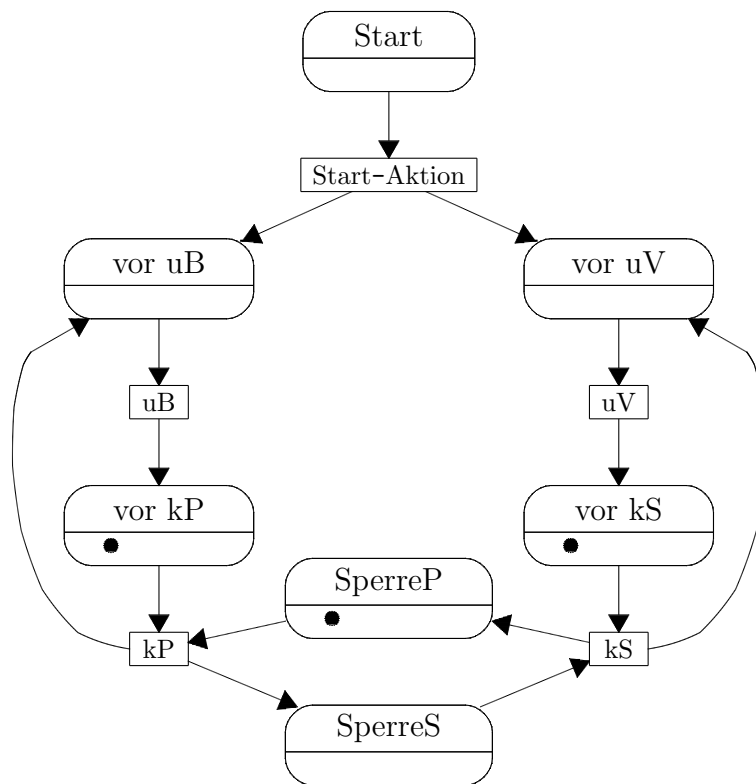 Start
Start-Aktion
vor uB
vor uV
uB
uV
vor kP
vor kS
SperreP
kP
kS
SperreS